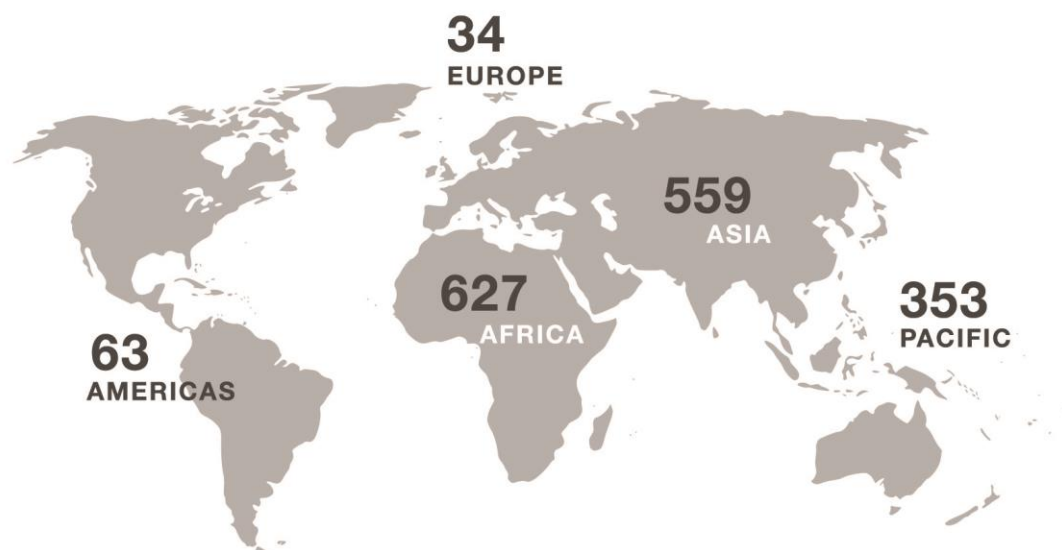 34
EUROPE
559
ASIA
627
AFRICA
353
PACIFIC
63
AMERICAS